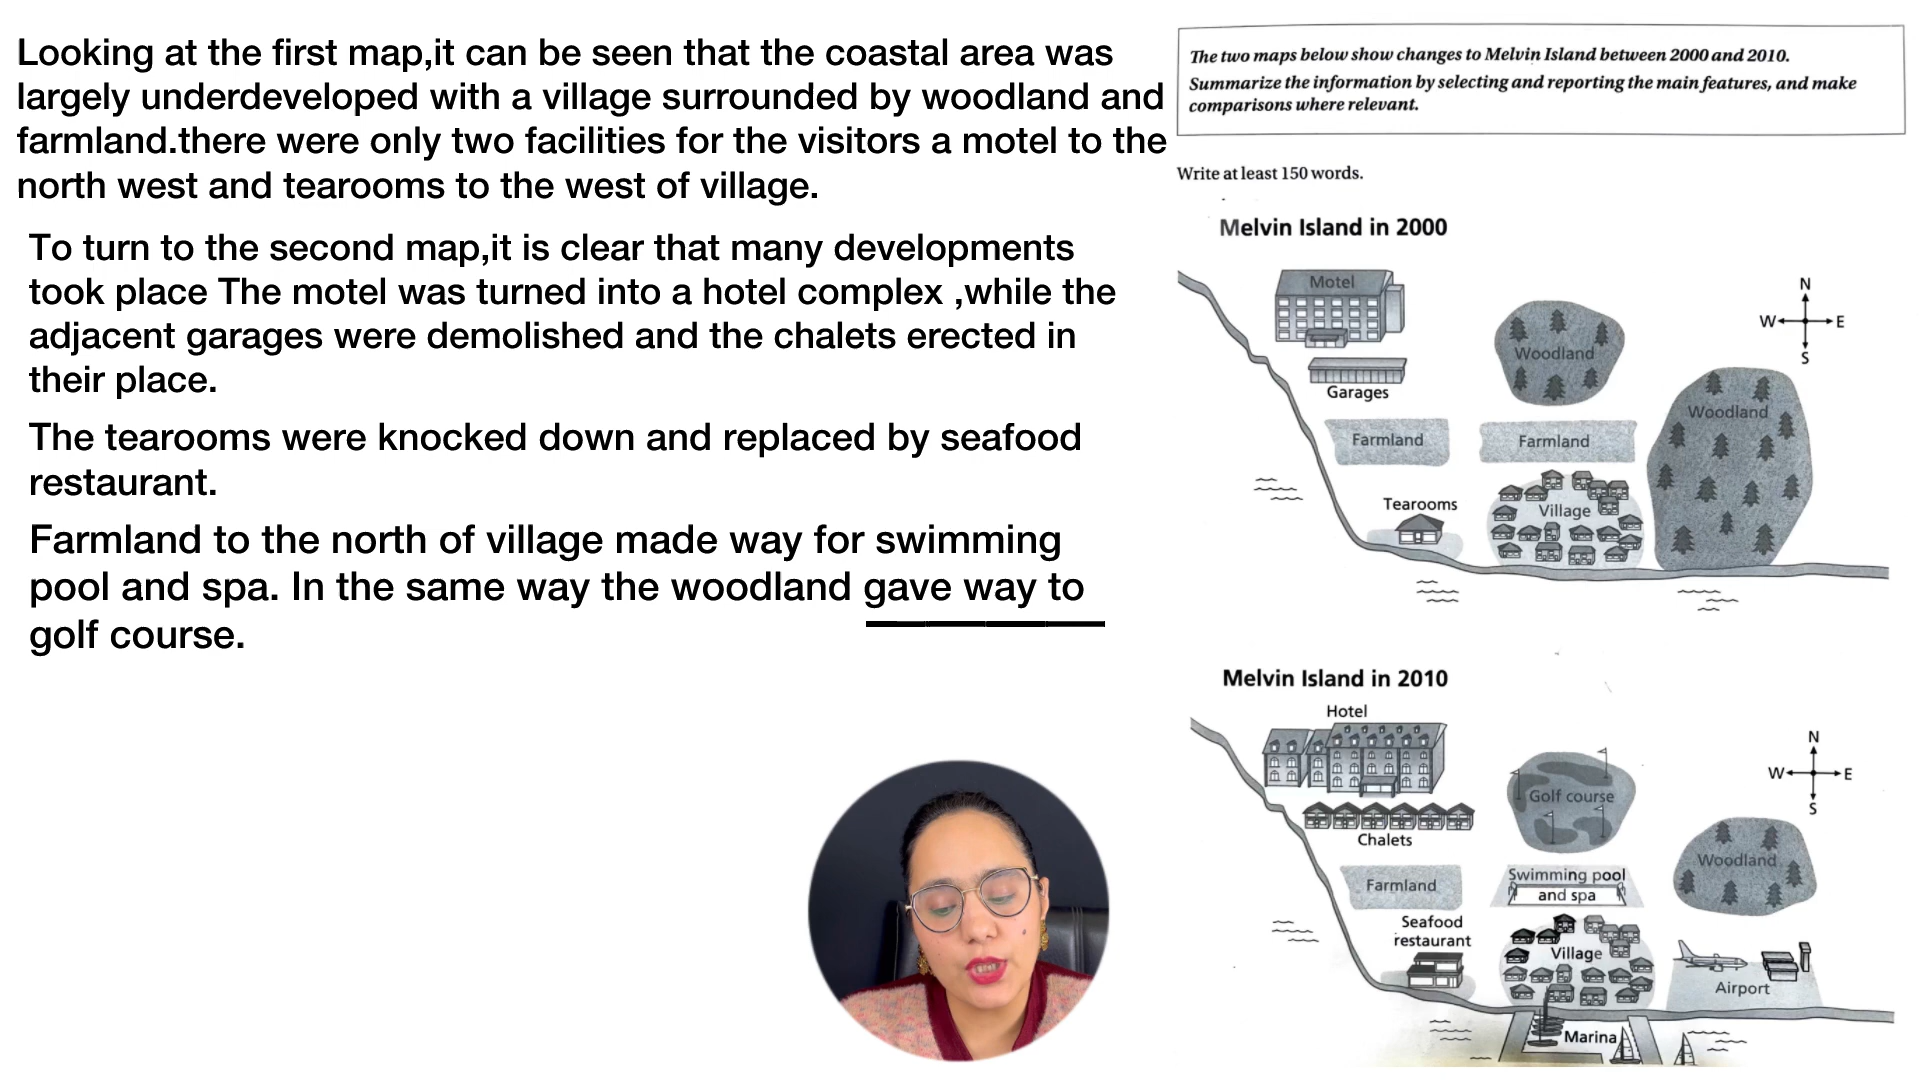 Looking at the first map,it can be seen that the coastal area was
largely underdeveloped with a village surrounded by woodland and
farmland.there were only two facilities for the visitors a motel to the
north west and tearooms to the west of village.
To turn to the second map,it is clear that many developments
took place The motel was turned into a hotel complex ,while the
adjacent garages were demolished and the chalets erected in
their place.
The tearooms were knocked down and replaced by seafood
restaurant.
Farmland to the north of village made way for swimming
pool and spa. In the same way the woodland gave way to
golf course.
The two maps below show changes to Melvin Island between 2000 and 2010.
Summarize the information by selecting and reporting the main features, and make
comparisons where relevant.
Write at least 150 words.
Melvin Island in 2000
Motel
N
W
E
S
Woodland
Garages
Woodland
Farmland
Farmland
Tearooms
Village
Melvin Island in 2010
Hotel
N
W
E
S
Golf course
Chalets
Woodland
Farmland
Swimming pool
and spa
Seafood
restaurant
Village
Airport
Marina